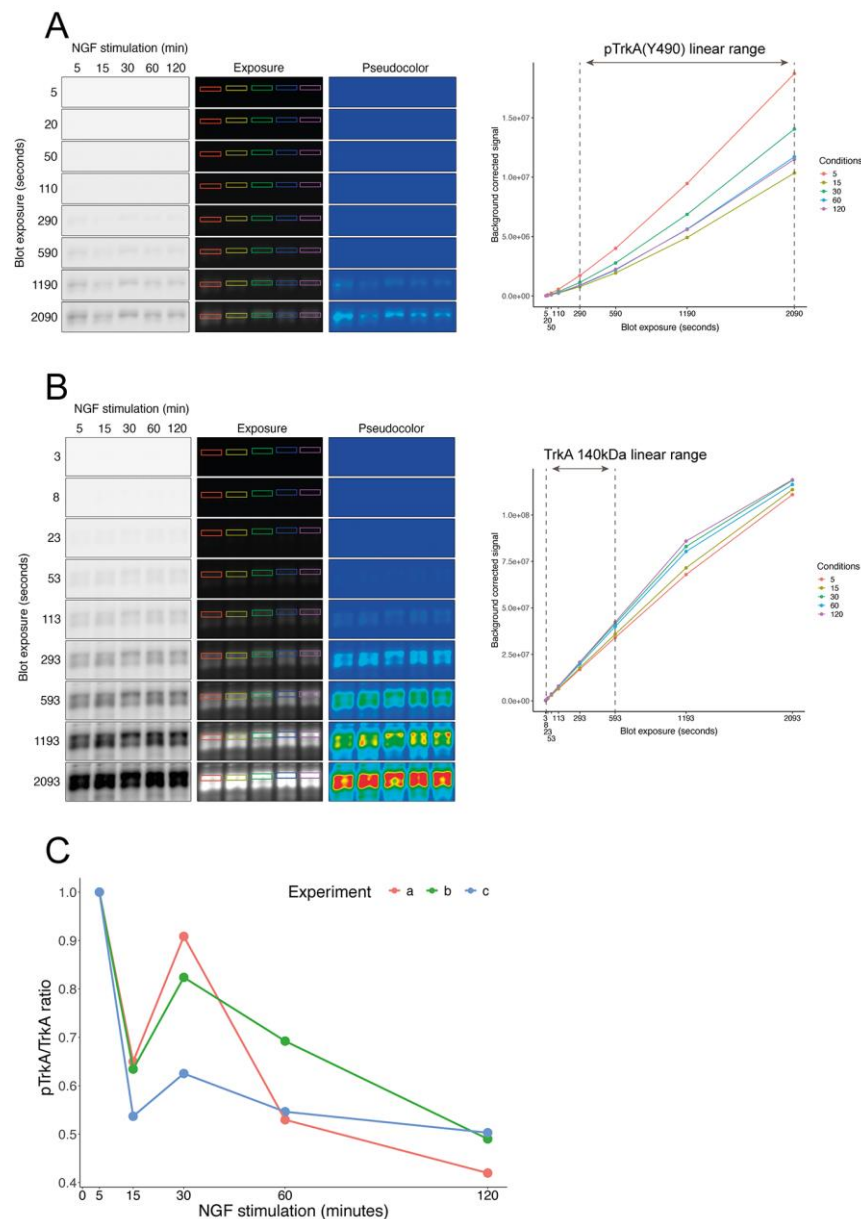 A
NGF stimulation (min)
5 15 30 60 120
Exposure
Pseudocolor
Blot exposure (seconds)
5
20
50
110
290
590
1190
2090
pTrkA(Y490) linear range
Background corrected signal
1.5e+07
1.0e+07
5.0e+06
0.0e+00
5 110 290 590 1190 2090
20
50
Blot exposure (seconds)
Conditions
5
15
30
60
120
B
NGF stimulation (min)
5 15 30 60 120
Exposure
Pseudocolor
Blot exposure (seconds)
3
8
23
53
113
293
593
1193
2093
TrkA 140kDa linear range
Background corrected signal
1.0e+08
7.5e+07
5.0e+07
2.5e+07
0.0e+00
3 113 293 593 1193 2093
8
23
53
Blot exposure (seconds)
Conditions
5
15
30
60
120
C
Experiment a b c
pTrkA/TrkA ratio
1.0
0.9
0.8
0.7
0.6
0.5
0.4
0 5 15 30 60 120
NGF stimulation (minutes)